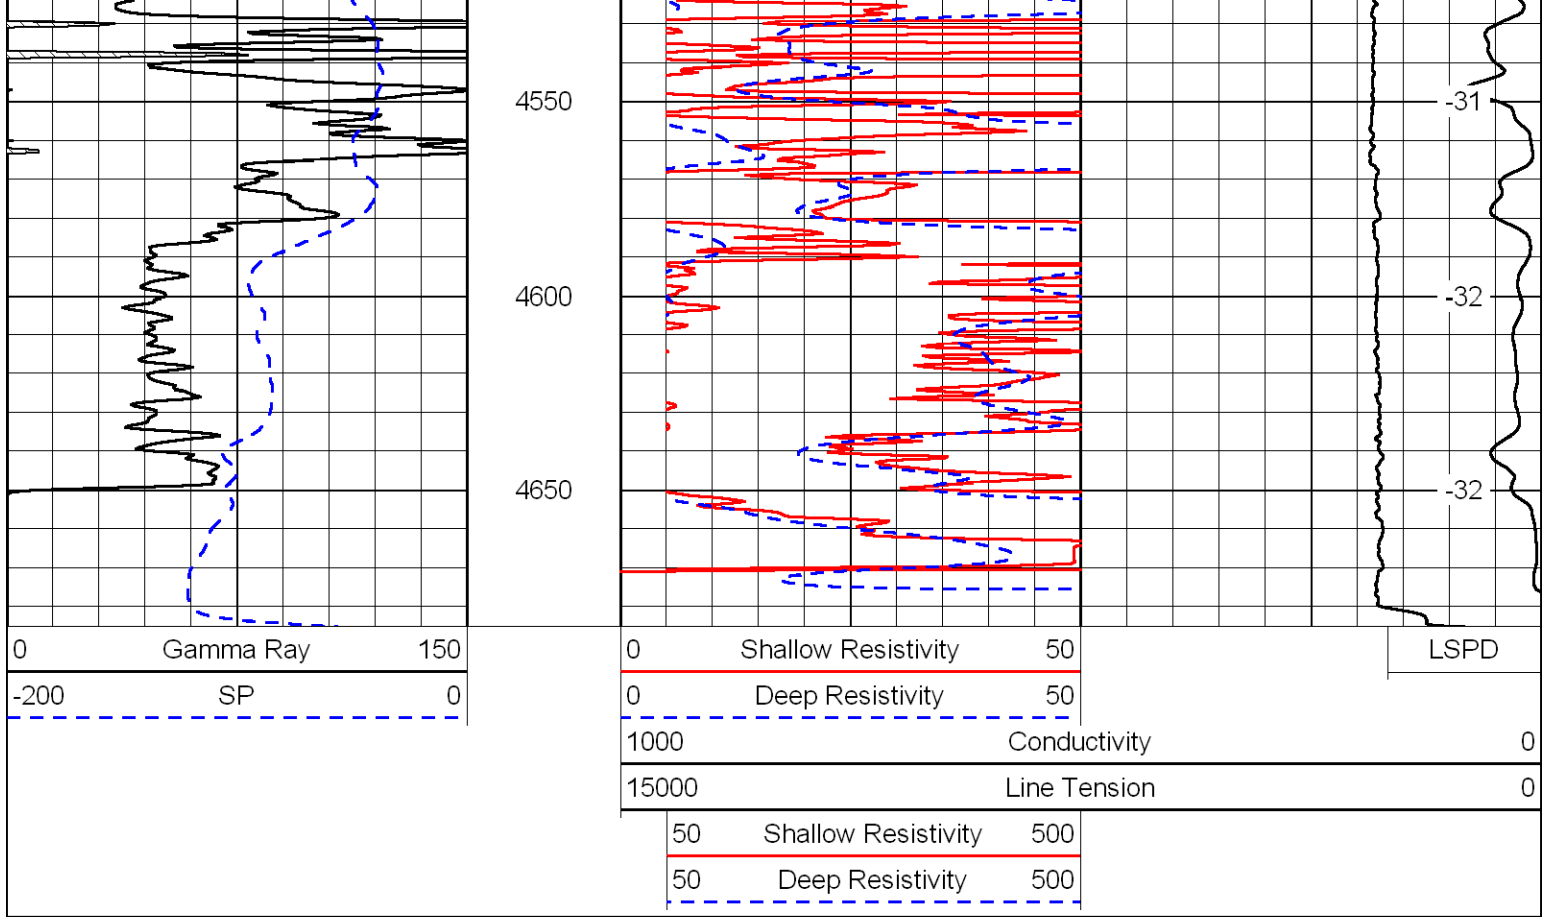 4550
-31
4600
-32
4650
-32
0 Gamma Ray 150
-200 SP 0
0 Shallow Resistivity 50
0 Deep Resistivity 50
1000 Conductivity 0
15000 Line Tension 0
50 Shallow Resistivity 500
50 Deep Resistivity 500
LSPD